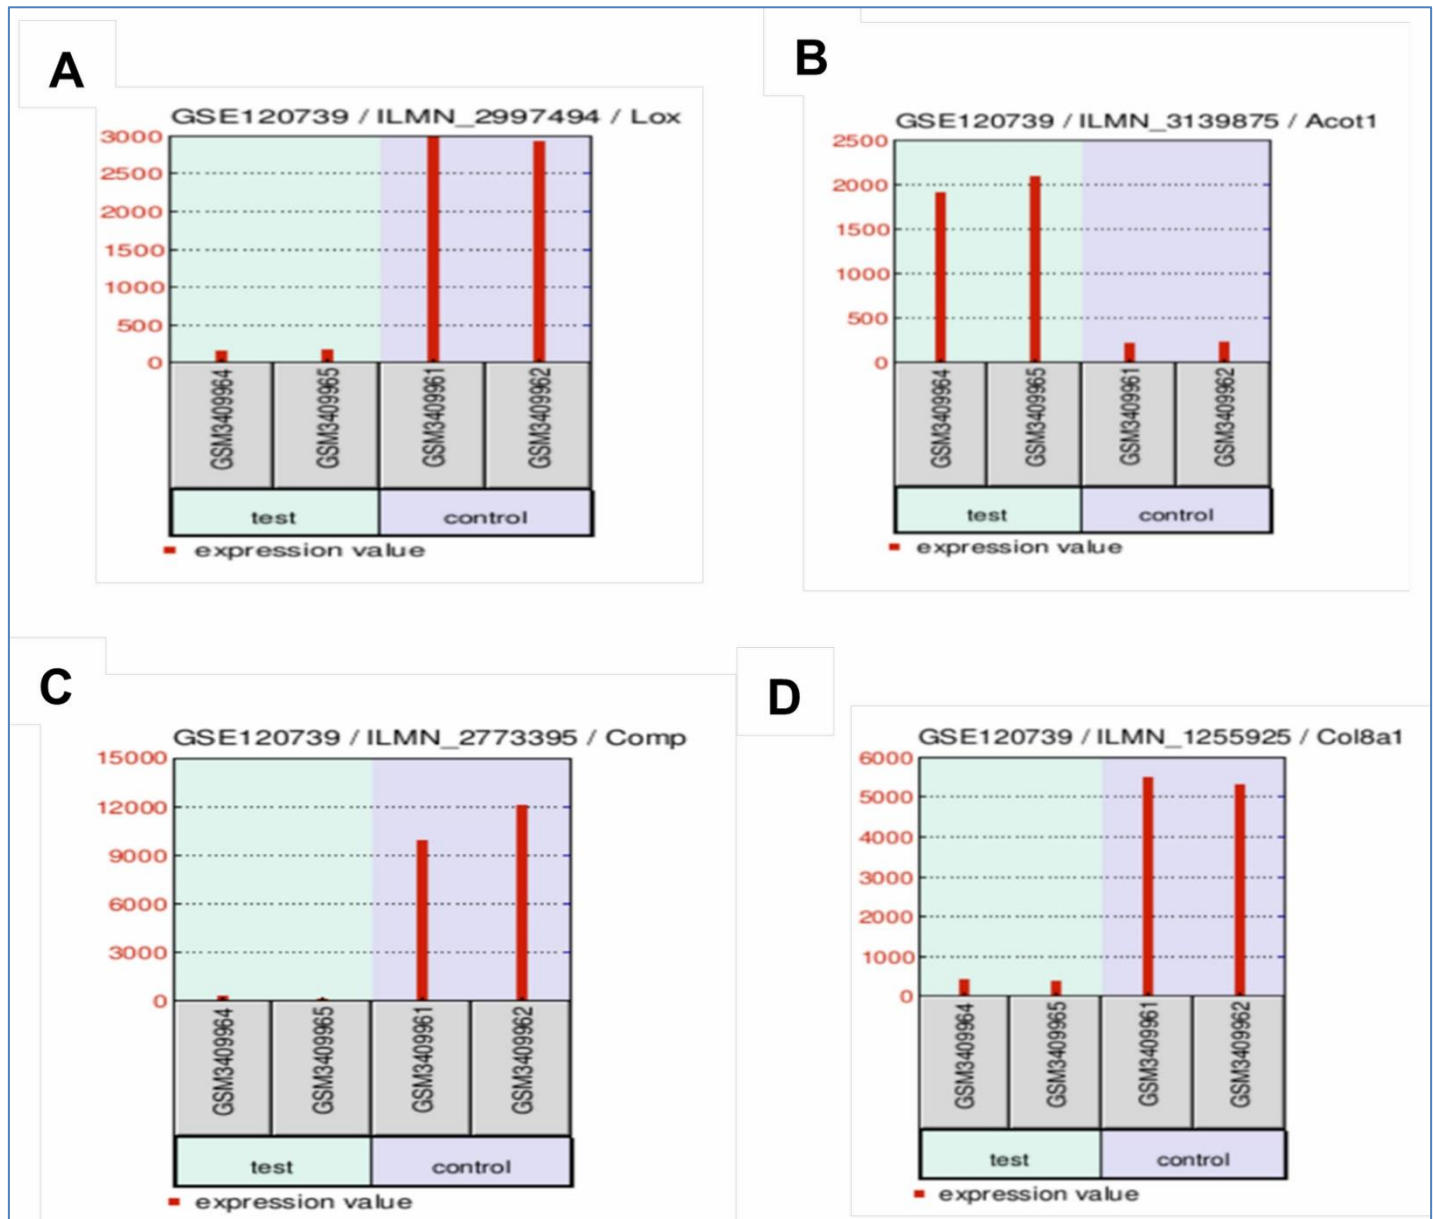 A
GSE120739 / ILMN_2997494 / Lox
3000
2500
2000
1500
1000
500
0
GSM3409964
GSM3409965
GSM3409961
GSM3409962
test
control
expression value
B
GSE120739 / ILMN_3139875 / Acot1
2500
2000
1500
1000
500
0
GSM3409964
GSM3409965
GSM3409961
GSM3409962
test
control
expression value
C
GSE120739 / ILMN_2773395 / Comp
15000
12000
9000
6000
3000
0
GSM3409964
GSM3409965
GSM3409961
GSM3409962
test
control
expression value
D
GSE120739 / ILMN_1255925 / Col8a1
6000
5000
4000
3000
2000
1000
0
GSM3409964
GSM3409965
GSM3409961
GSM3409962
test
control
expression value